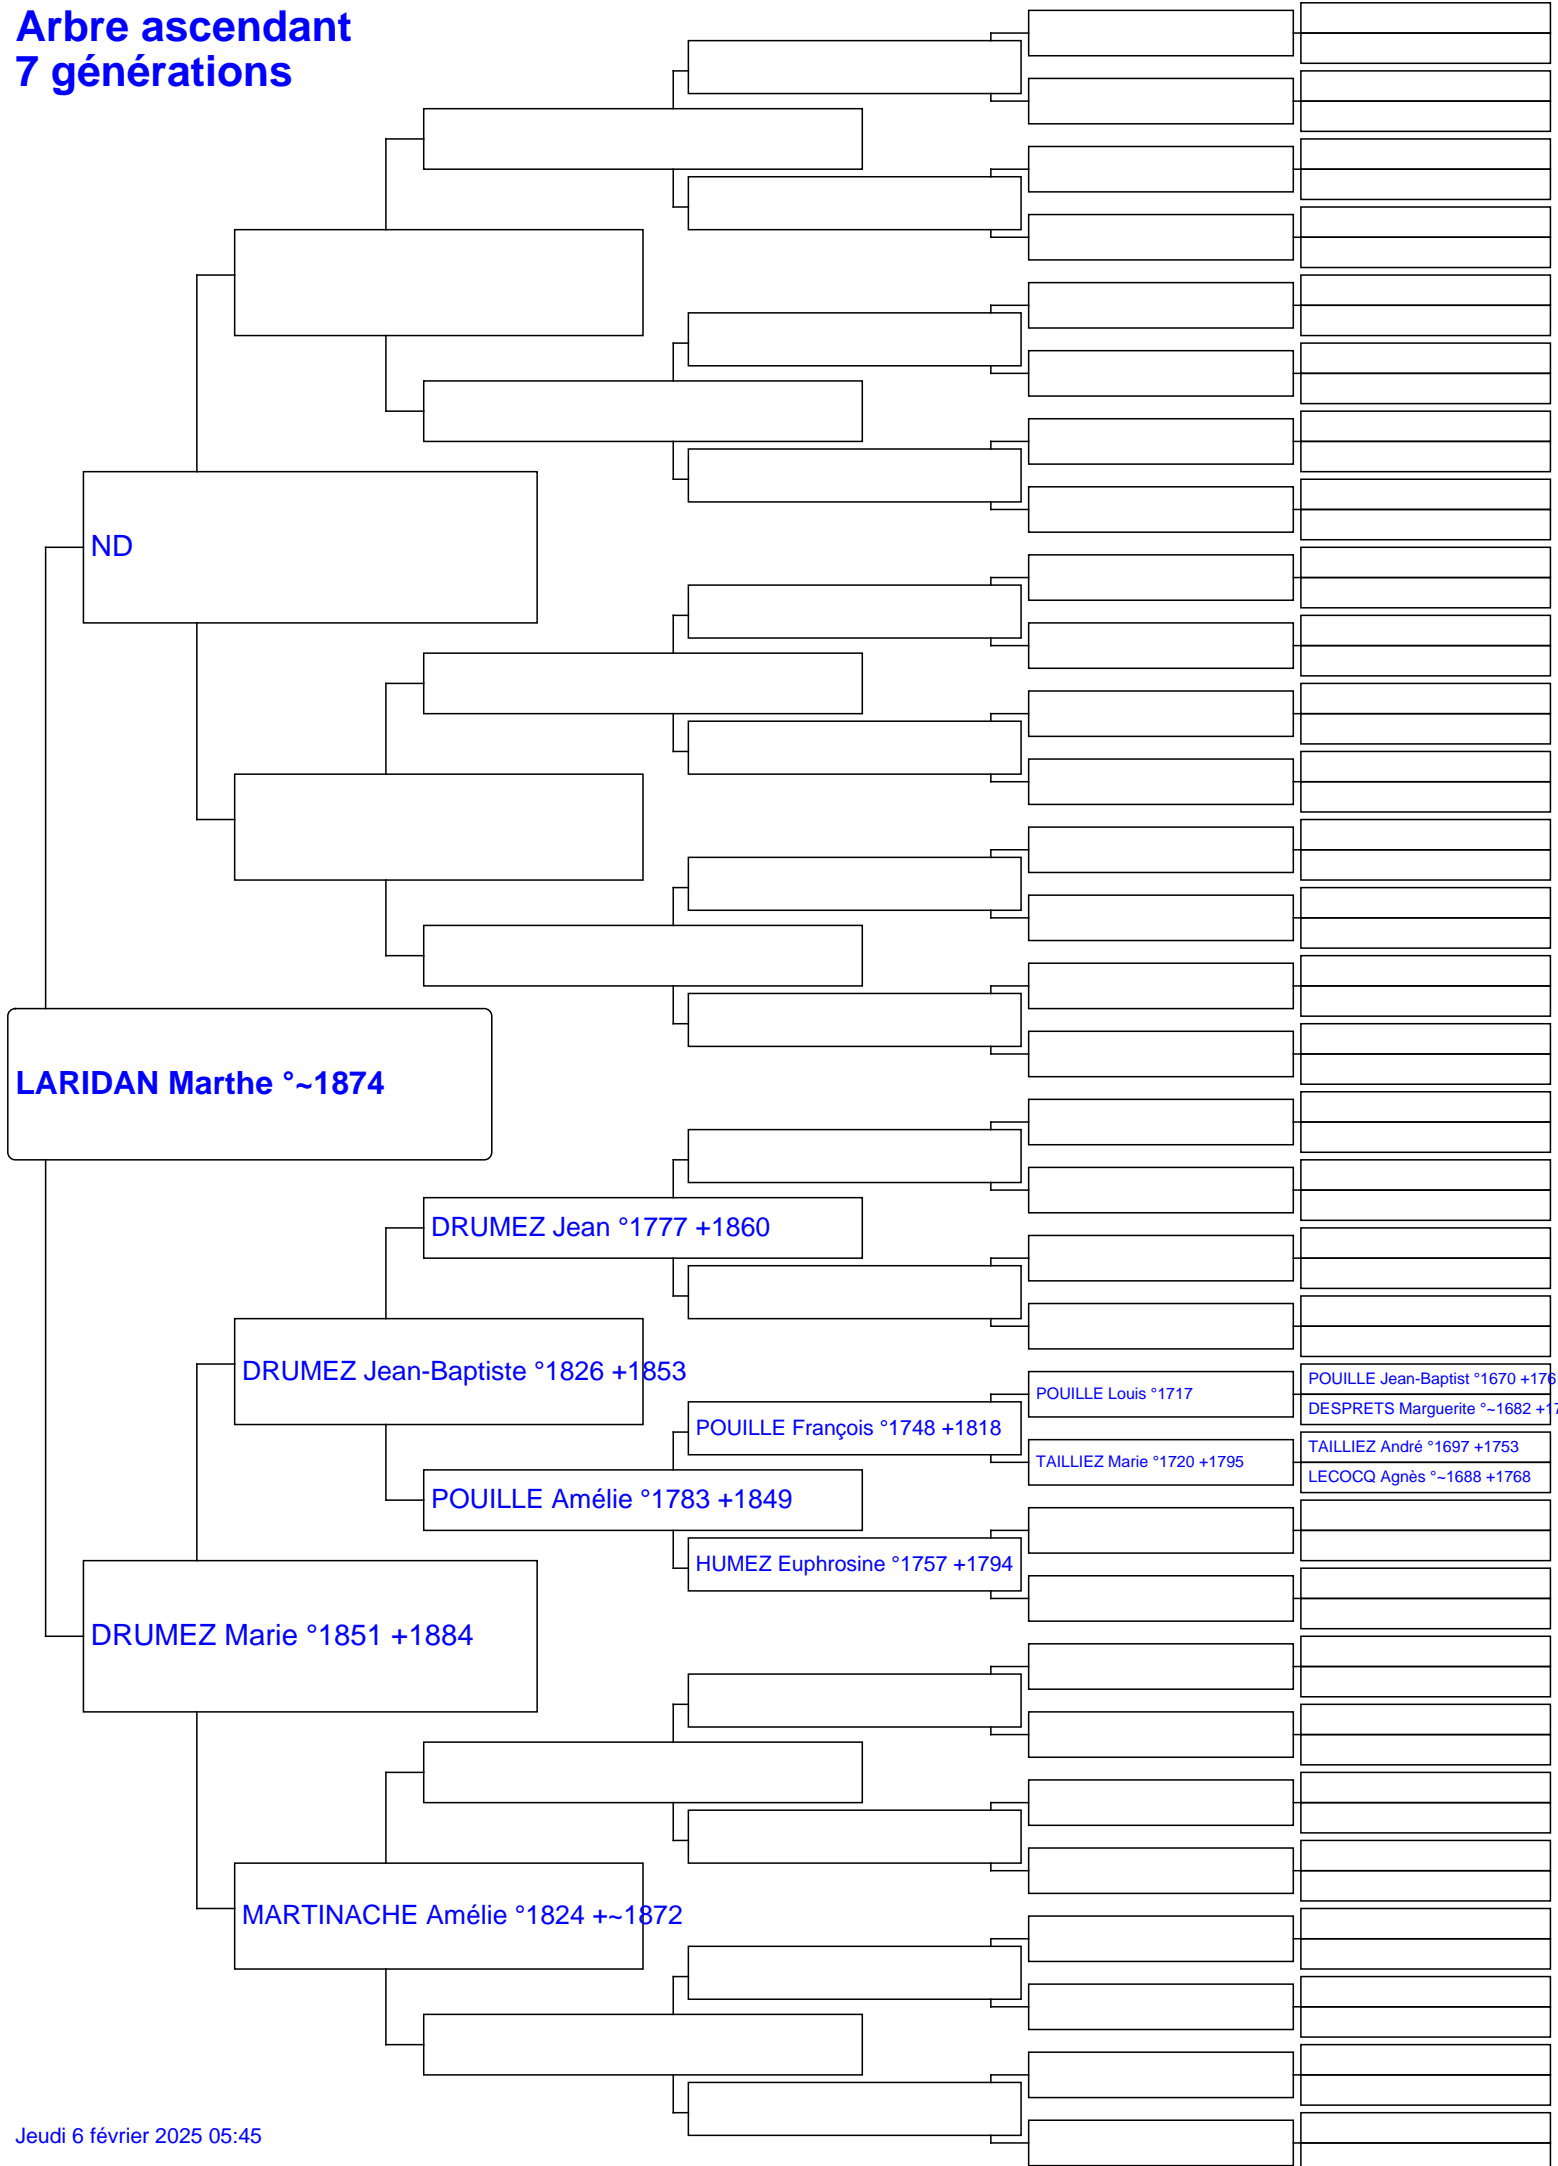 Arbre ascendant
7 générations
ND
LARIDAN Marthe °~1874
DRUMEZ Jean °1777 +1860
DRUMEZ Jean-Baptiste °1826 +1853
POUILLE Jean-Baptist °1670 +176
POUILLE Louis °1717
DESPRETS Marguerite °~1682 +17
POUILLE François °1748 +1818
TAILLIEZ André °1697 +1753
TAILLIEZ Marie °1720 +1795
LECOCQ Agnès °~1688 +1768
POUILLE Amélie °1783 +1849
HUMEZ Euphrosine °1757 +1794
DRUMEZ Marie °1851 +1884
MARTINACHE Amélie °1824 +~1872
Jeudi 6 février 2025 05:45